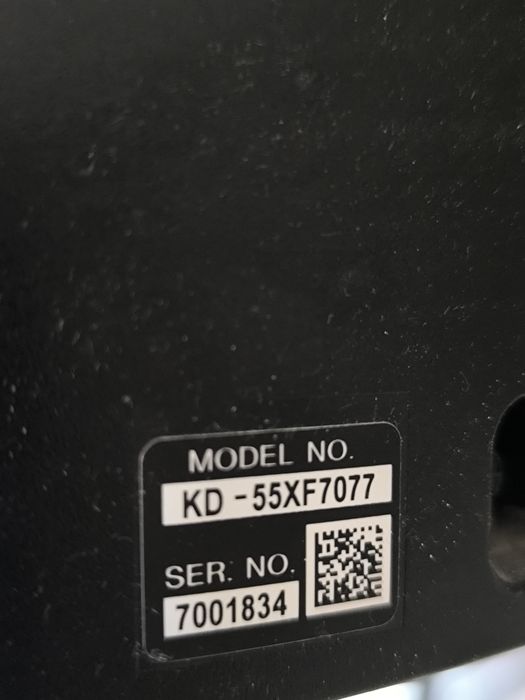 MODEL NO.
KD-55XF7077
SER. NO.
7001834